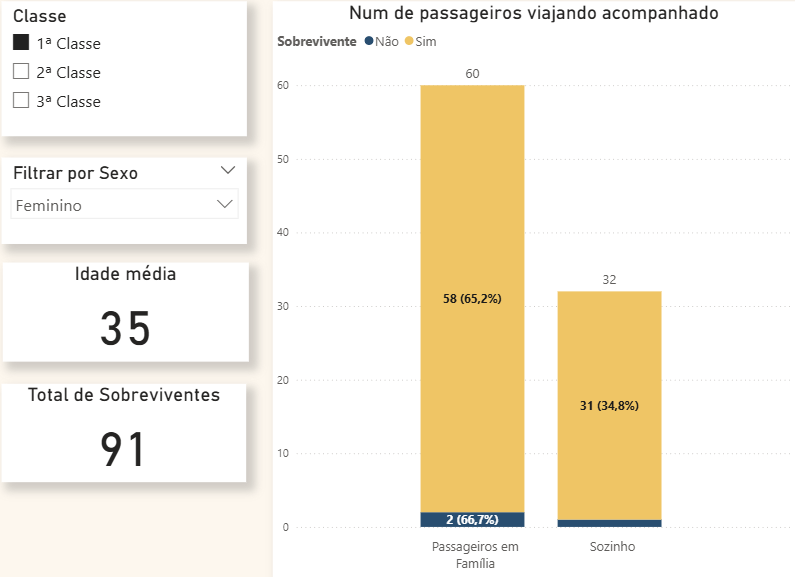 Classe
1ª Classe
2ª Classe
3ª Classe
Filtrar por Sexo
Feminino
Idade média
35
Total de Sobreviventes
91
Num de passageiros viajando acompanhado
Sobrevivente Não Sim
60
50
40
30
20
10
0
60
58 (65,2%)
2 (66,7%)
32
31 (34,8%)
Passageiros em
Família
Sozinho